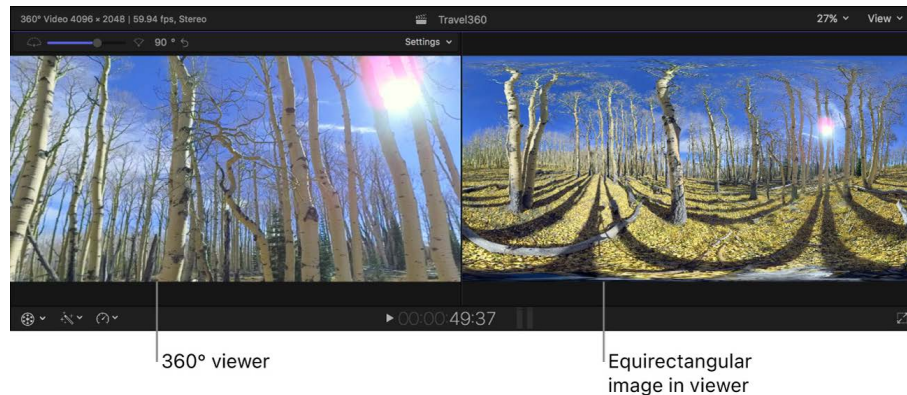 360° Video 4096 × 2048 | 59.94 fps, Stereo
Travel360
27%
View
90 °
Settings
00:00:49:37
360° viewer
Equirectangular
image in viewer